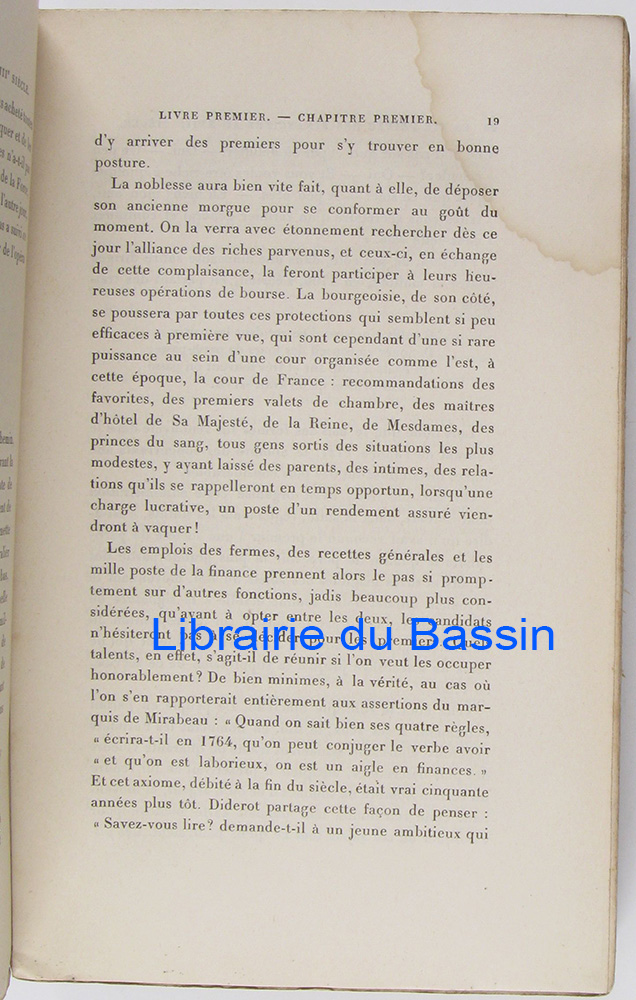 IIIe SIÈCLE.
LIVRE PREMIER. — CHAPITRE PREMIER. 19
d'y arriver des premiers pour s'y trouver en bonne
posture.
La noblesse aura bien vite fait, quant à elle, de déposer
son ancienne morgue pour se conformer au goût du
moment. On la verra avec étonnement rechercher dès ce
jour l'alliance des riches parvenus, et ceux-ci, en échange
de cette complaisance, la feront participer à leurs heu-
reuses opérations de bourse. La bourgeoisie, de son côté,
se poussera par toutes ces protections qui semblent si peu
efficaces à première vue, qui sont cependant d'une si rare
puissance au sein d'une cour organisée comme l'est, à
cette époque, la cour de France : recommandations des
favorites, des premiers valets de chambre, des maîtres
d'hôtel de Sa Majesté, de la Reine, de Mesdames, des
princes du sang, tous gens sortis des situations les plus
modestes, y ayant laissé des parents, des intimes, des rela-
tions qu'ils se rappelleront en temps opportun, lorsqu'une
charge lucrative, un poste d'un rendement assuré vien-
dront à vaquer!
Les emplois des fermes, des recettes générales et les
mille poste de la finance prennent alors le pas si promp-
tement sur d'autres fonctions, jadis beaucoup plus con-
sidérées, qu'ayant à opter entre les deux, les candidats
n'hésiteront pas à se décider pour les premiers.
Librairie du Bassin
talents, en effet, s'agit-il de réunir si l'on veut les occuper
honorablement? De bien minimes, à la vérité, au cas où
l'on s'en rapporterait entièrement aux assertions du mar-
quis de Mirabeau : « Quand on sait bien ses quatre règles,
« écrira-t-il en 1764, qu'on peut conjuger le verbe avoir
« et qu'on est laborieux, on est un aigle en finances. »
Et cet axiome, débité à la fin du siècle, était vrai cinquante
années plus tôt. Diderot partage cette façon de penser :
« Savez-vous lire? demande-t-il à un jeune ambitieux qui